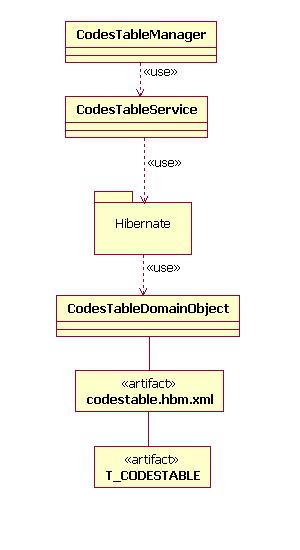 CodesTableManager
«use»
CodesTableService
«use»
Hibernate
«use»
CodesTableDomainObject
«artifact»
codestable.hbm.xml
«artifact»
T_CODESTABLE